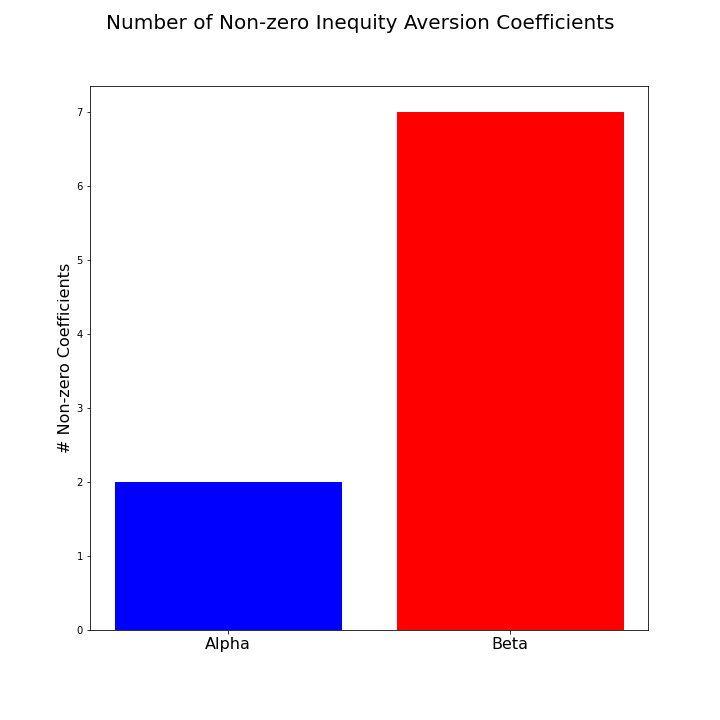 Number of Non-zero Inequity Aversion Coefficients
# Non-zero Coefficients
7
6
5
4
3
2
1
0
Alpha
Beta